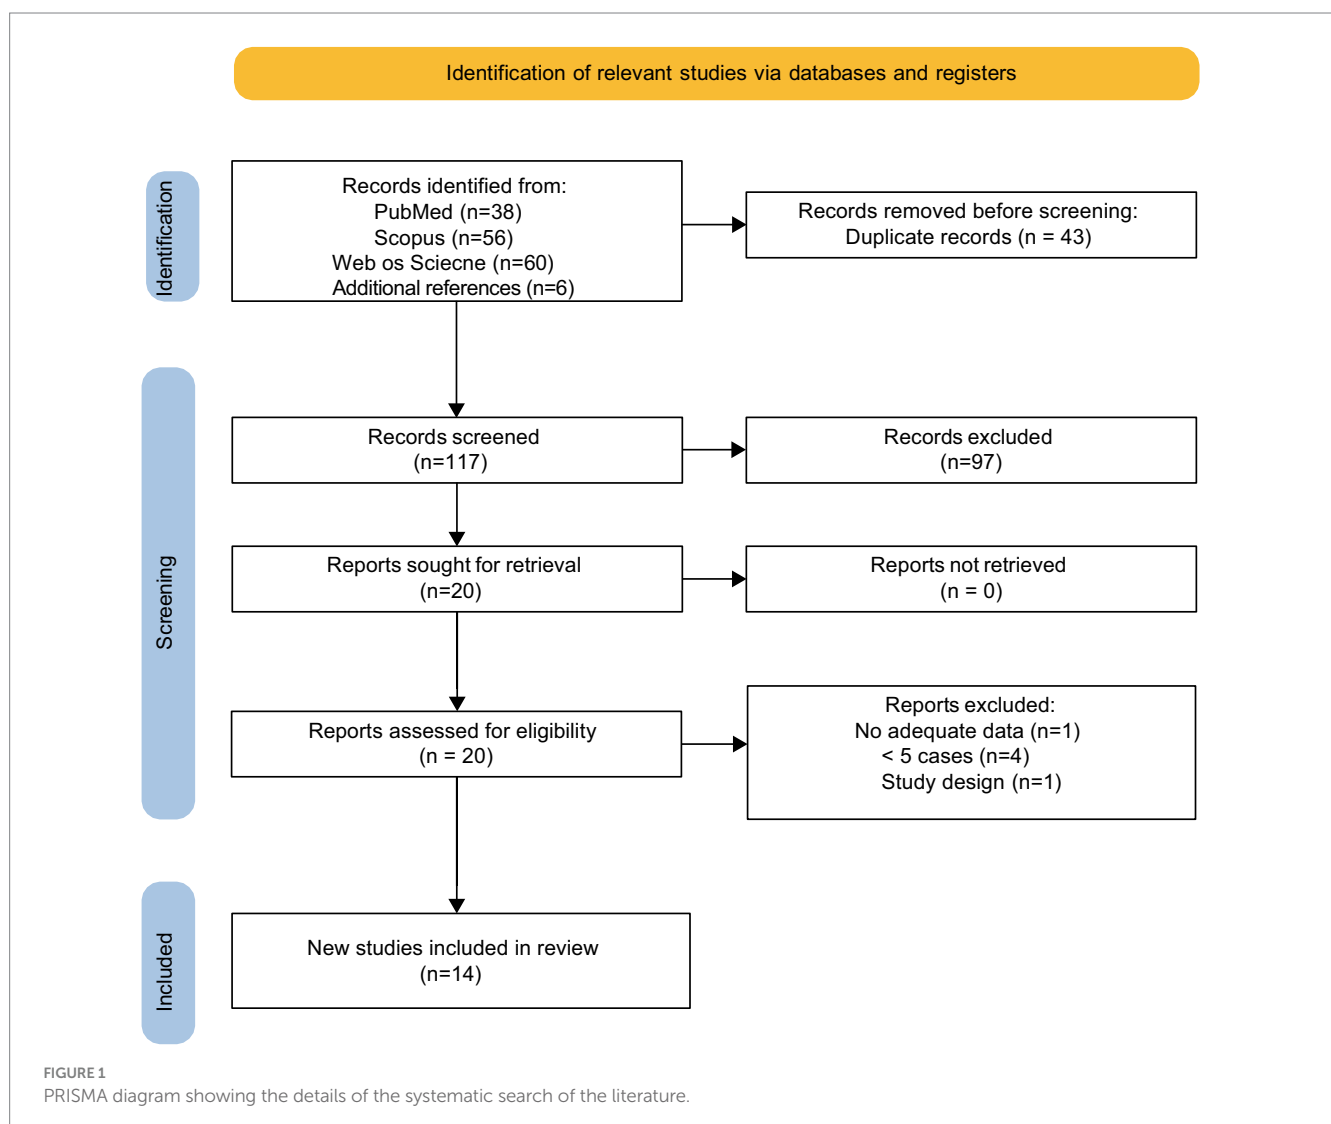 Identification of relevant studies via databases and registers
Identification
Records identified from:
PubMed (n=38)
Scopus (n=56)
Web os Sciecne (n=60)
Additional references (n=6)
Records removed before screening:
Duplicate records (n = 43)
Screening
Records screened
(n=117)
Records excluded
(n=97)
Reports sought for retrieval
(n=20)
Reports not retrieved
(n = 0)
Reports assessed for eligibility
(n = 20)
Reports excluded:
No adequate data (n=1)
< 5 cases (n=4)
Study design (n=1)
Included
New studies included in review
(n=14)
FIGURE 1
PRISMA diagram showing the details of the systematic search of the literature.